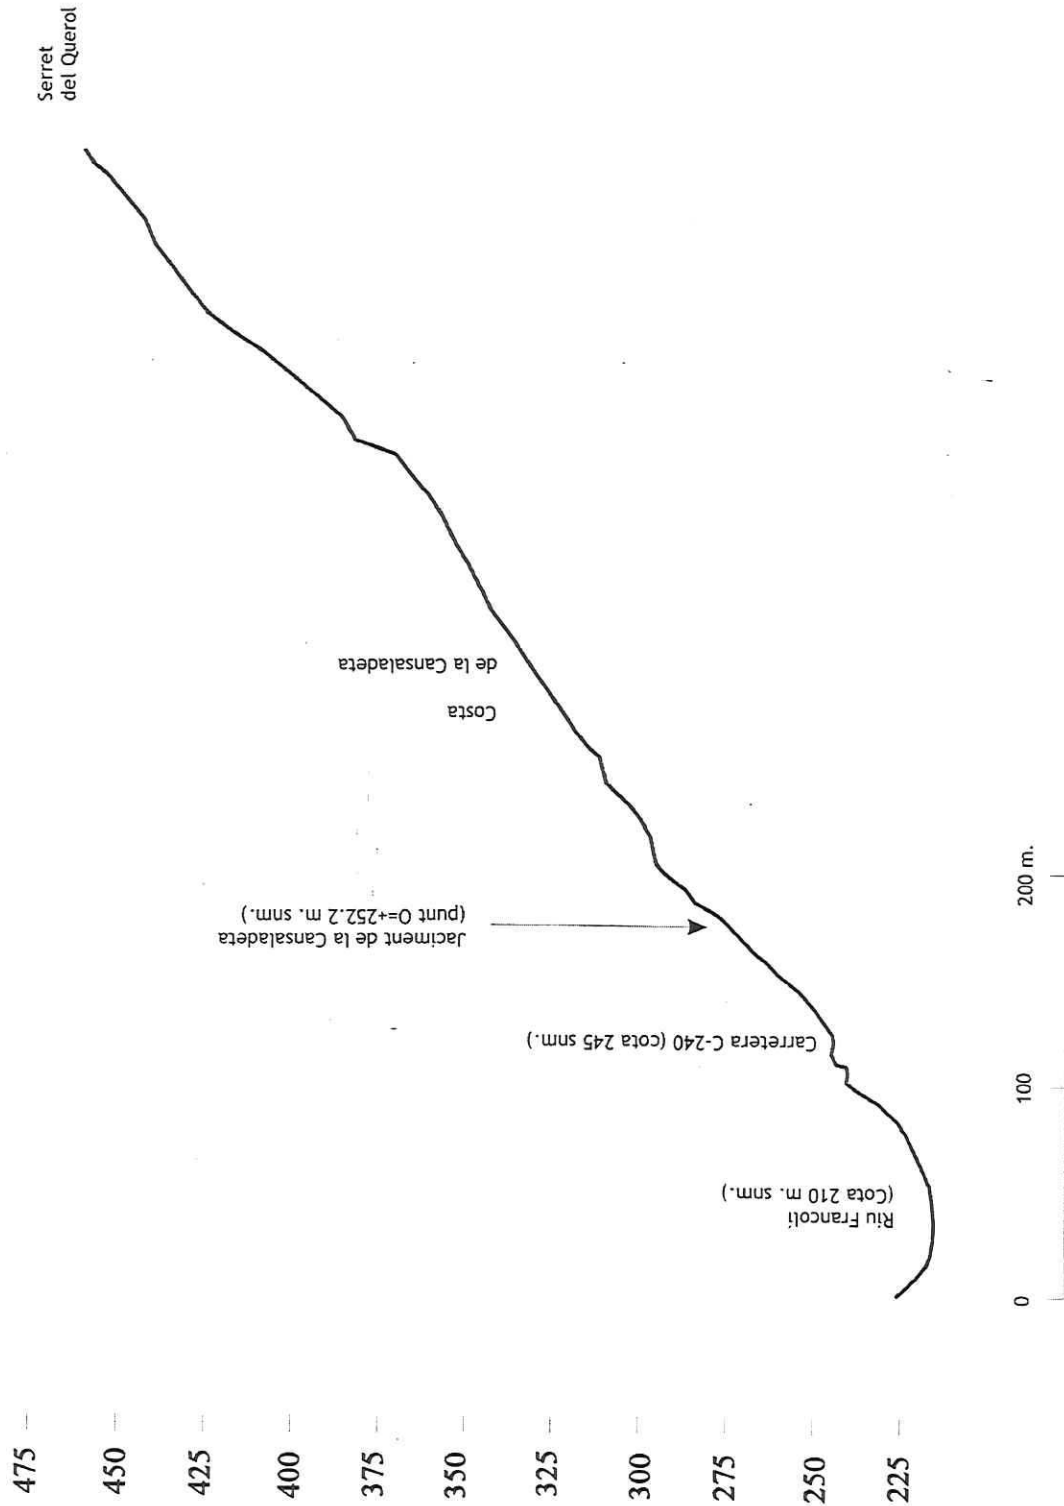 Serret
del Querol
475
450
425
400
375
350
325
300
275
250
225
Costa
de la Cansaladeta
Jaciment de la Cansaladeta
(punt 0=+252.2 m. snm.)
Carretera C-240 (cota 245 snm.)
Riu Francolí
(Cota 210 m. snm.)
0
100
200 m.